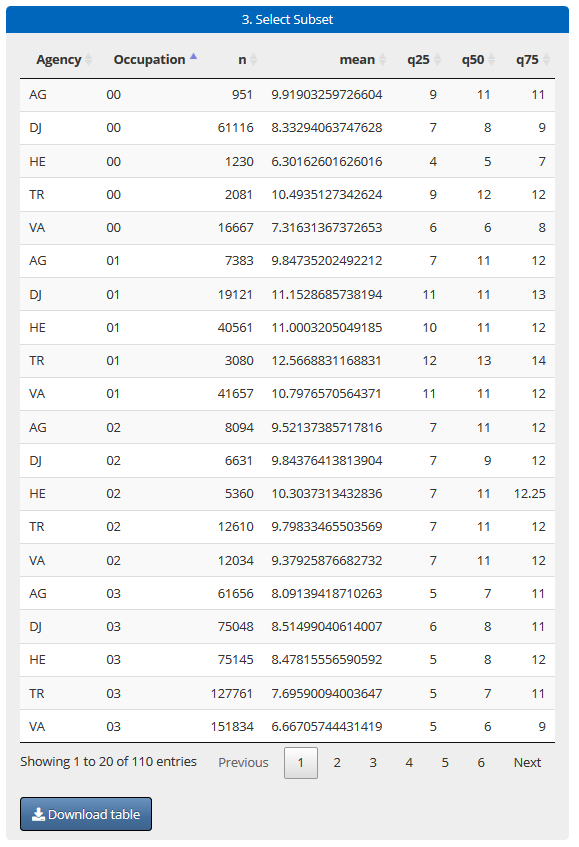 3. Select Subset
Agency Occupation n mean q25 q50 q75
AG 00 951 9.91903259726604 9 11 11
DJ 00 61116 8.33294063747628 7 8 9
HE 00 1230 6.30162601626016 4 5 7
TR 00 2081 10.4935127342624 9 12 12
VA 00 16667 7.31631367372653 6 6 8
AG 01 7383 9.84735202492212 7 11 12
DJ 01 19121 11.1528685738194 11 11 13
HE 01 40561 11.0003205049185 10 11 12
TR 01 3080 12.5668831168831 12 13 14
VA 01 41657 10.7976570564371 11 11 12
AG 02 8094 9.52137385717816 7 11 12
DJ 02 6631 9.84376413813904 7 9 12
HE 02 5360 10.3037313432836 7 11 12.25
TR 02 12610 9.79833465503569 7 11 12
VA 02 12034 9.37925876682732 7 11 12
AG 03 61656 8.09139418710263 5 7 11
DJ 03 75048 8.51499040614007 6 8 11
HE 03 75145 8.47815556590592 5 8 12
TR 03 127761 7.69590094003647 5 7 11
VA 03 151834 6.66705744431419 5 6 9
Showing 1 to 20 of 110 entries Previous 1 2 3 4 5 6 Next
Download table